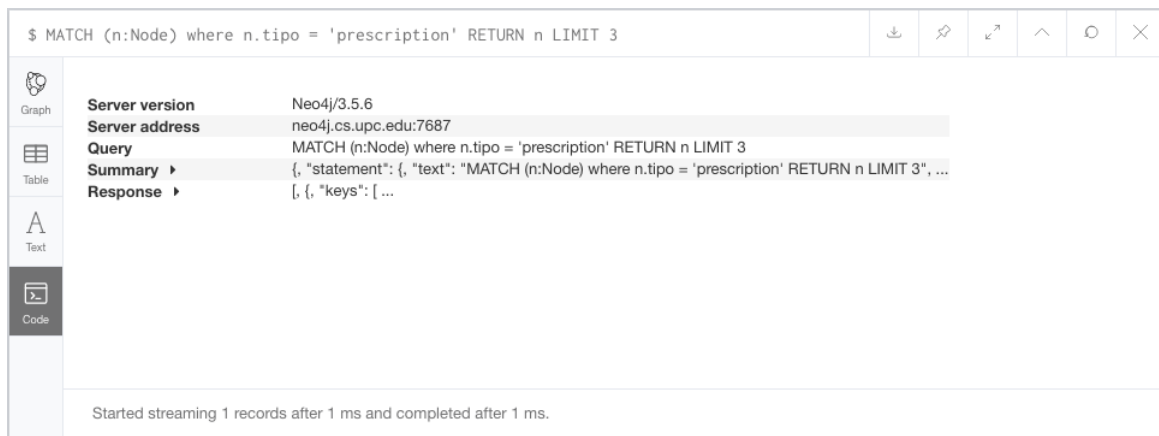 $ MATCH (n:Node) where n.tipo = 'prescription' RETURN n LIMIT 3
Graph
Table
Text
Code
Server version Neo4j/3.5.6
Server address neo4j.cs.upc.edu:7687
Query MATCH (n:Node) where n.tipo = 'prescription' RETURN n LIMIT 3
Summary {, "statement": {, "text": "MATCH (n:Node) where n.tipo = 'prescription' RETURN n LIMIT 3", ...
Response [, {, "keys": [ ...
Started streaming 1 records after 1 ms and completed after 1 ms.